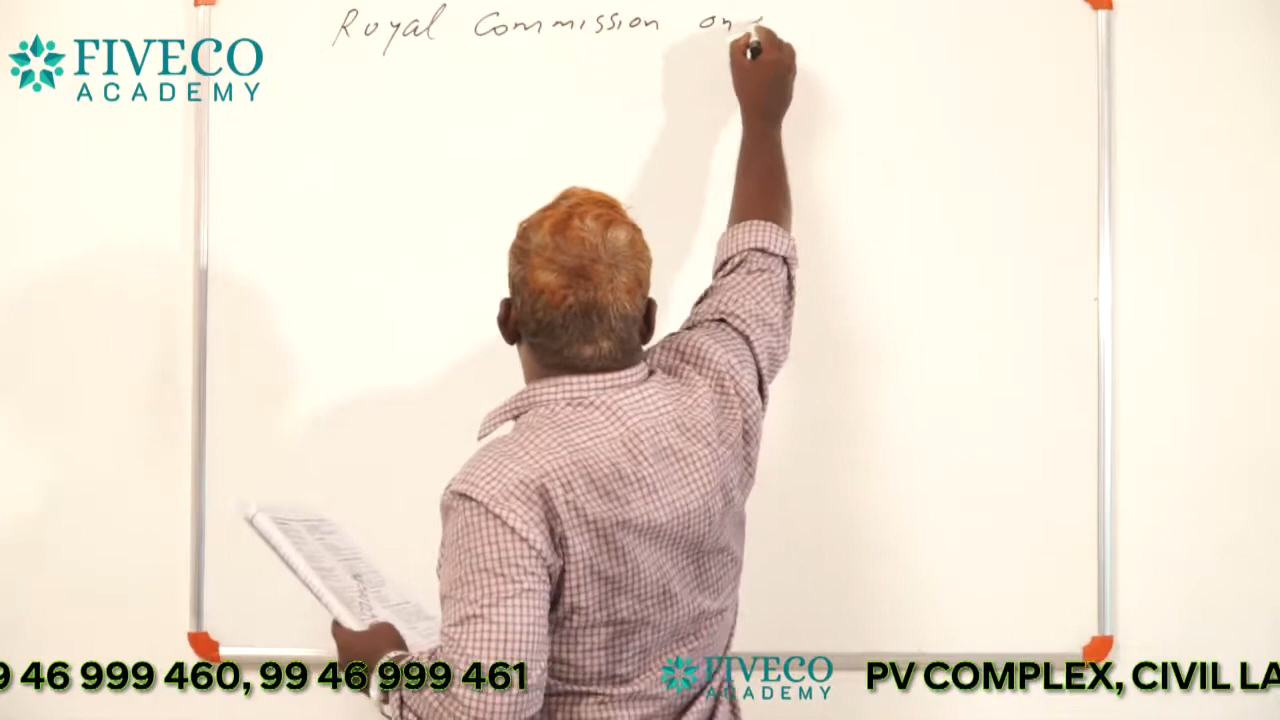 Royal Commission on
FIVECO
ACADEMY
9 46 999 460, 99 46 999 461
FIVECO
ACADEMY
PV COMPLEX, CIVIL LA